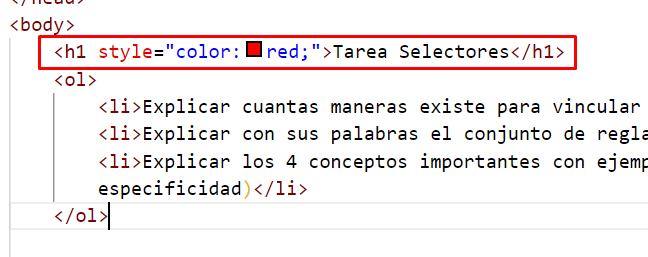 </head>
<body>
<h1 style="color: red;">Tarea Selectores</h1>
<ol>
<li>Explicar cuantas maneras existe para vincular
<li>Explicar con sus palabras el conjunto de regla
<li>Explicar los 4 conceptos importantes con ejemp
especificidad)</li>
</ol>